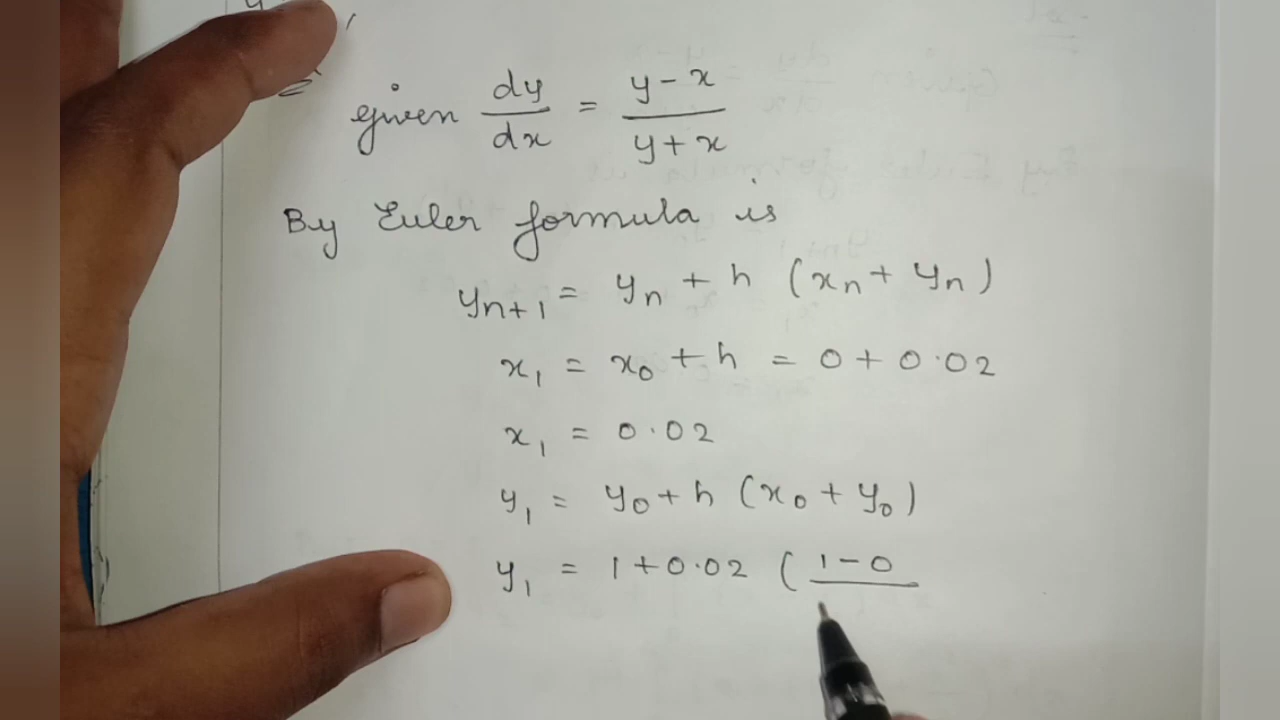 given dy/dx = y-x/y+x
By Euler formula is
yn+1 = yn + h (xn + yn)
x1 = x0 + h = 0 + 0.02
x1 = 0.02
y1 = y0 + h (x0 + y0)
y1 = 1 + 0.02 ( 1-0